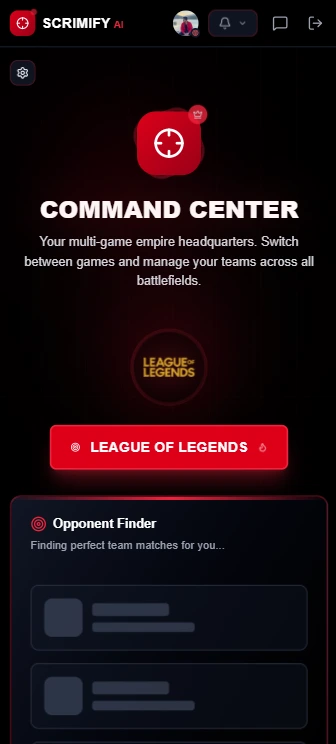 SCRIMIFY AI
COMMAND CENTER
Your multi-game empire headquarters. Switch
between games and manage your teams across all
battlefields.
LEAGUE OF
LEGENDS
LEAGUE OF LEGENDS
Opponent Finder
Finding perfect team matches for you...